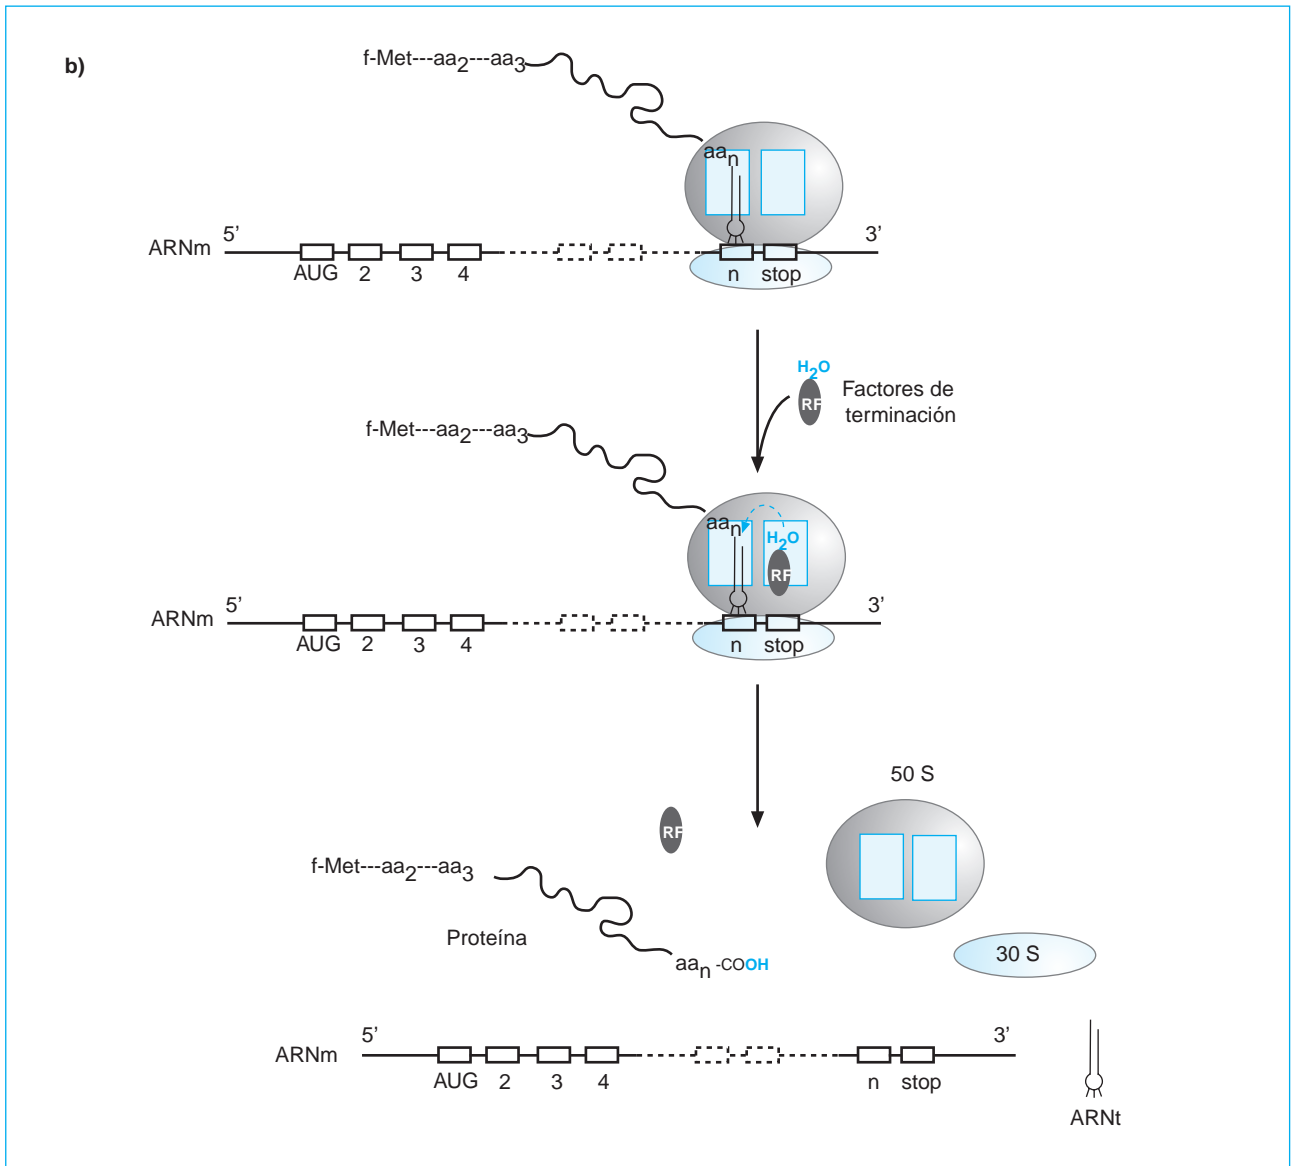 b)
f-Met---aa2---aa3
aan
ARNm 5’ 3’
AUG 2 3 4 n stop
H2O
RF
Factores de
terminación
f-Met---aa2---aa3
aan
H2O
RF
ARNm 5’ 3’
AUG 2 3 4 n stop
50 S
RF
f-Met---aa2---aa3
Proteína
aan -COOH
30 S
ARNm 5’ 3’
AUG 2 3 4 n stop
ARNt